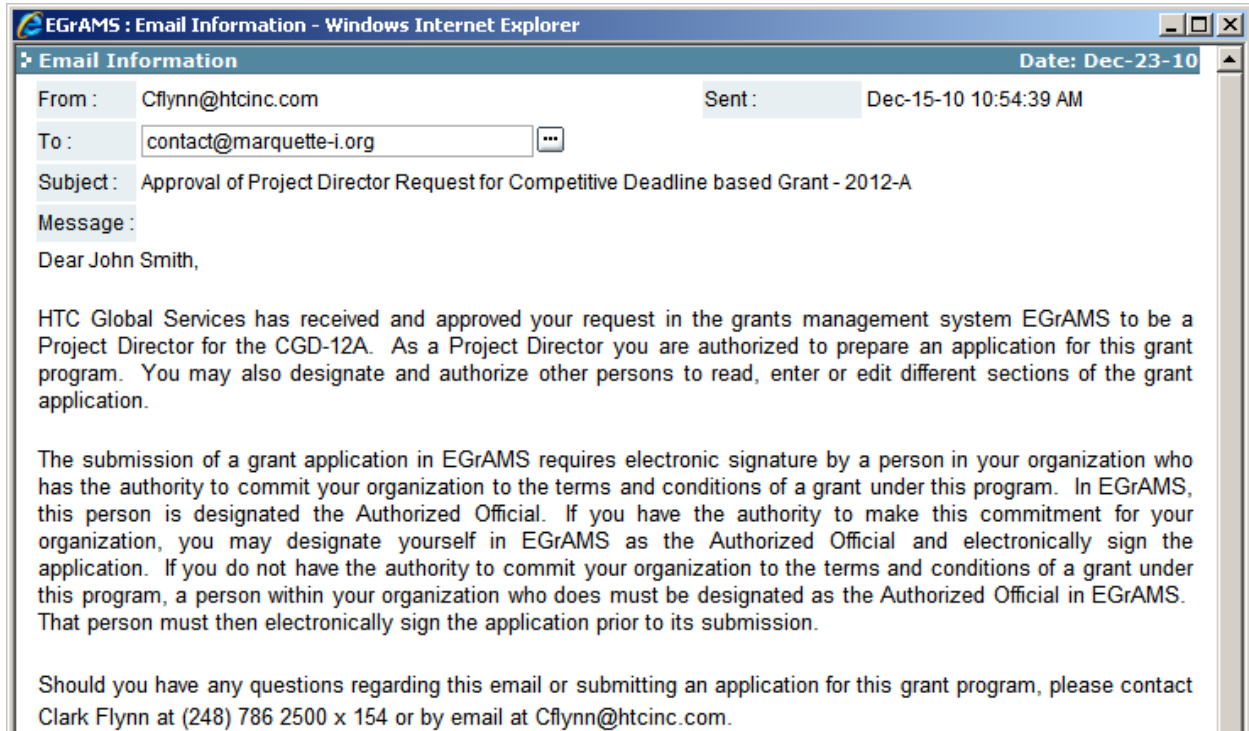 EGrAMS : Email Information - Windows Internet Explorer
Email Information Date: Dec-23-10
From : Cflynn@htcinc.com Sent : Dec-15-10 10:54:39 AM
To : contact@marquette-i.org ...
Subject : Approval of Project Director Request for Competitive Deadline based Grant - 2012-A
Message :
Dear John Smith,
HTC Global Services has received and approved your request in the grants management system EGrAMS to be a
Project Director for the CGD-12A. As a Project Director you are authorized to prepare an application for this grant
program. You may also designate and authorize other persons to read, enter or edit different sections of the grant
application.
The submission of a grant application in EGrAMS requires electronic signature by a person in your organization who
has the authority to commit your organization to the terms and conditions of a grant under this program. In EGrAMS,
this person is designated the Authorized Official. If you have the authority to make this commitment for your
organization, you may designate yourself in EGrAMS as the Authorized Official and electronically sign the
application. If you do not have the authority to commit your organization to the terms and conditions of a grant under
this program, a person within your organization who does must be designated as the Authorized Official in EGrAMS.
That person must then electronically sign the application prior to its submission.
Should you have any questions regarding this email or submitting an application for this grant program, please contact
Clark Flynn at (248) 786 2500 x 154 or by email at Cflynn@htcinc.com.